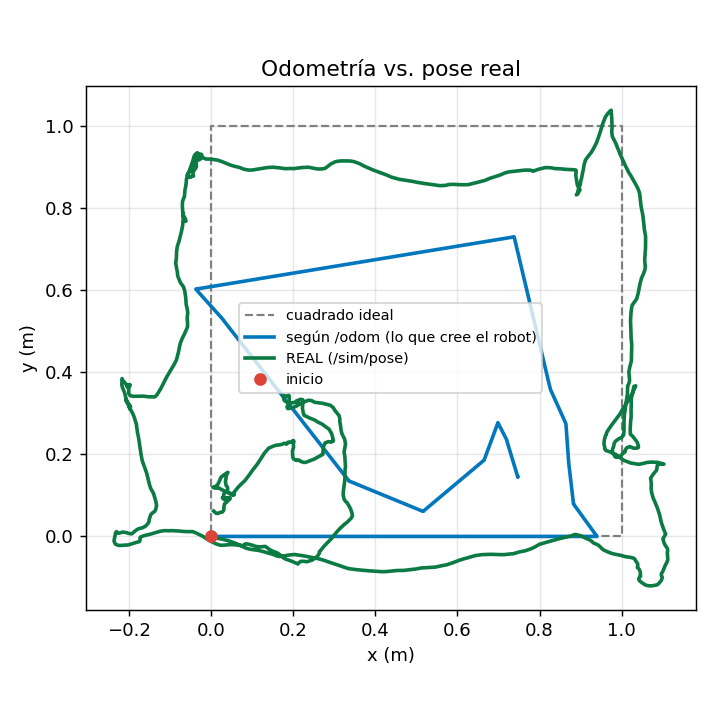 Odometría vs. pose real
1.0
0.8
0.6
0.4
0.2
0.0
y (m)
cuadrado ideal
según /odom (lo que cree el robot)
REAL (/sim/pose)
inicio
−0.2
0.0
0.2
0.4
0.6
0.8
1.0
x (m)